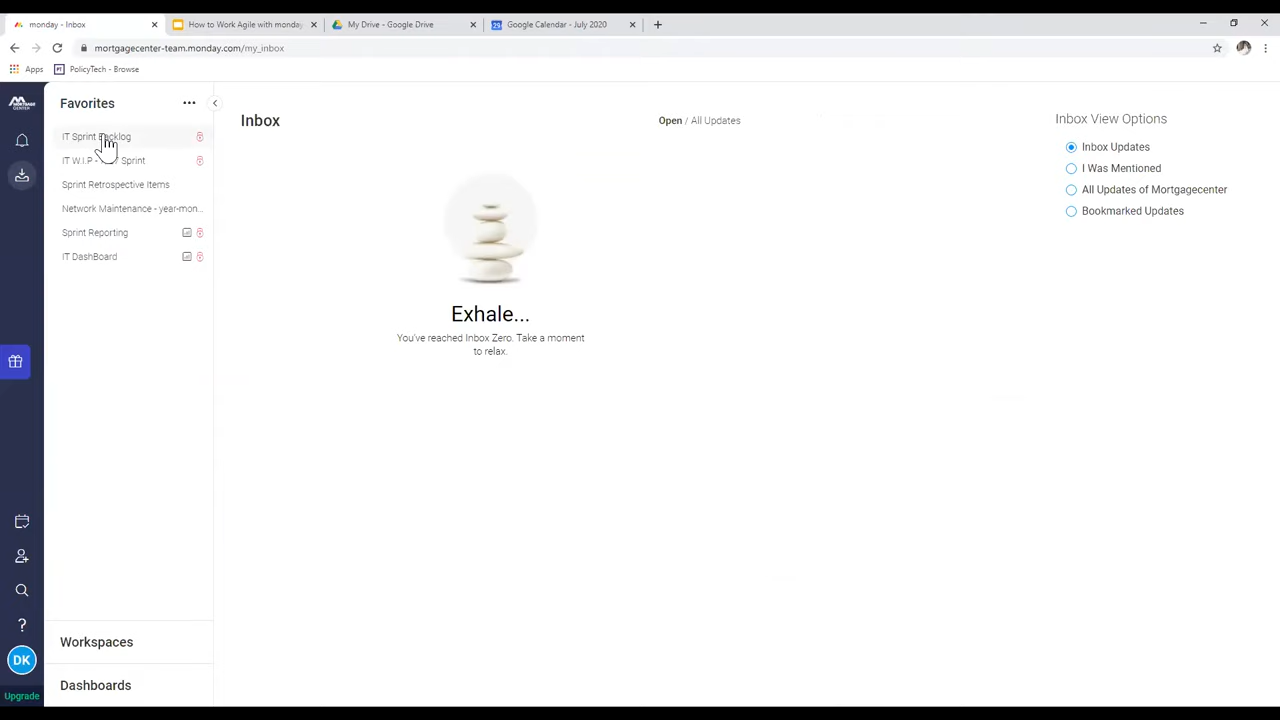 monday - Inbox
How to Work Agile with monday
My Drive - Google Drive
Google Calendar - July 2020
mortgagecenter-team.monday.com/my_inbox
Apps
PolicyTech - Browse
MORTGAGE
CENTER
Favorites
IT Sprint Backlog
IT W.I.P - Sprint
Sprint Retrospective Items
Network Maintenance - year-mon...
Sprint Reporting
IT DashBoard
Workspaces
Dashboards
?
DK
Upgrade
Inbox
Open / All Updates
Exhale...
You've reached Inbox Zero. Take a moment
to relax.
Inbox View Options
Inbox Updates
I Was Mentioned
All Updates of Mortgagecenter
Bookmarked Updates